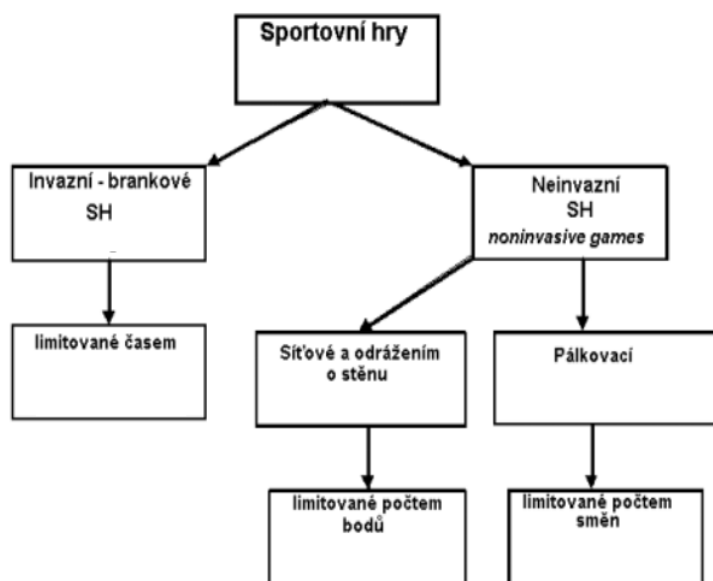 Sportovní hry
Invazní - brankové
SH
Neinvazní
SH
noninvasive games
limitované časem
Síťové a odrážením
o stěnu
Pálkovací
limitované počtem
bodů
limitované počtem
směn